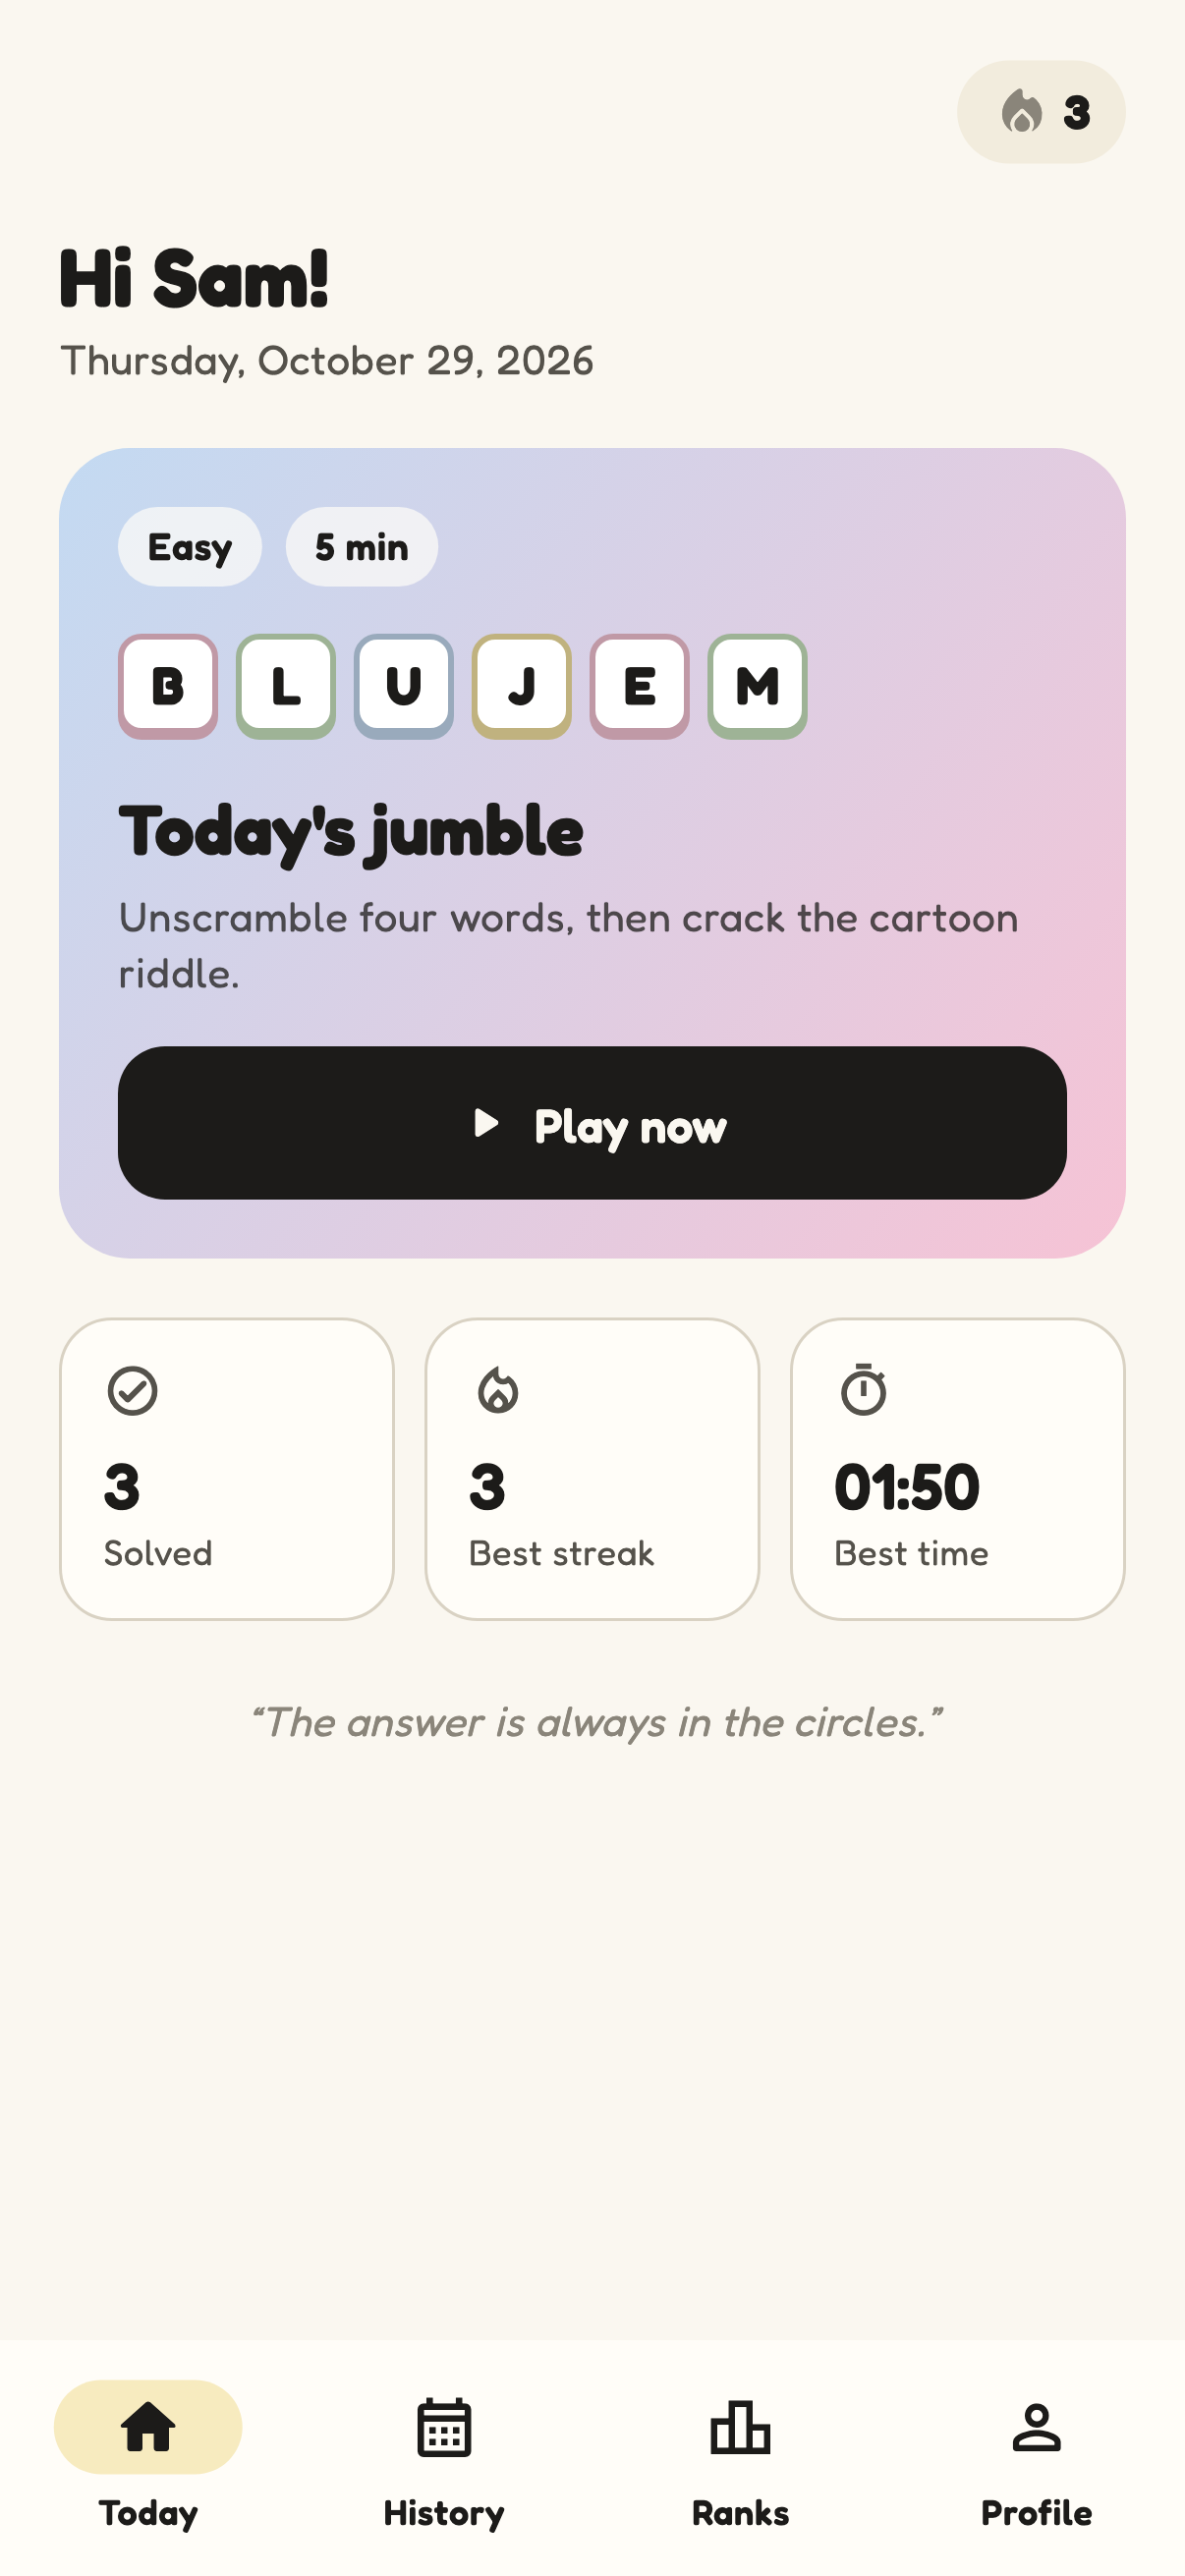 3
Hi Sam!
Thursday, October 29, 2026
Easy 5 min
B L U J E M
Today's jumble
Unscramble four words, then crack the cartoon
riddle.
Play now
3 3 01:50
Solved Best streak Best time
“The answer is always in the circles.”
Today History Ranks Profile